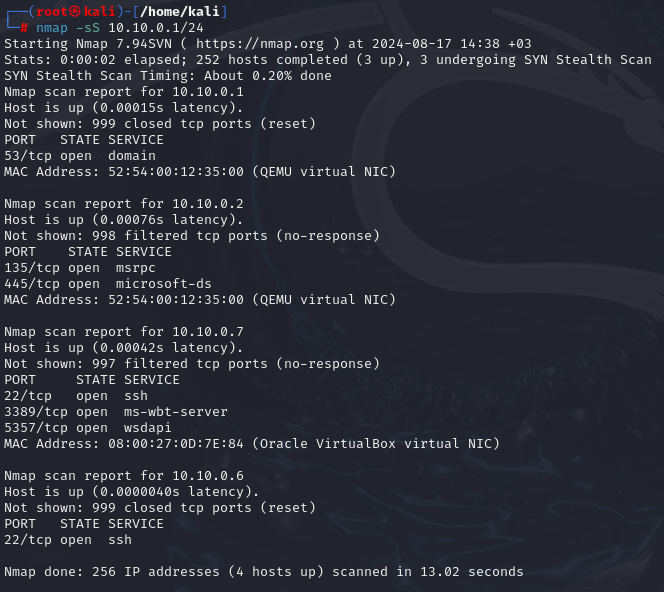 ┌──(root㉿kali)-[/home/kali]
└─# nmap -sS 10.10.0.1/24
Starting Nmap 7.94SVN ( https://nmap.org ) at 2024-08-17 14:38 +03
Stats: 0:00:02 elapsed; 252 hosts completed (3 up), 3 undergoing SYN Stealth Scan
SYN Stealth Scan Timing: About 0.20% done
Nmap scan report for 10.10.0.1
Host is up (0.00015s latency).
Not shown: 999 closed tcp ports (reset)
PORT   STATE SERVICE
53/tcp open  domain
MAC Address: 52:54:00:12:35:00 (QEMU virtual NIC)

Nmap scan report for 10.10.0.2
Host is up (0.00076s latency).
Not shown: 998 filtered tcp ports (no-response)
PORT    STATE SERVICE
135/tcp open  msrpc
445/tcp open  microsoft-ds
MAC Address: 52:54:00:12:35:00 (QEMU virtual NIC)

Nmap scan report for 10.10.0.7
Host is up (0.00042s latency).
Not shown: 997 filtered tcp ports (no-response)
PORT     STATE SERVICE
22/tcp   open  ssh
3389/tcp open  ms-wbt-server
5357/tcp open  wsdapi
MAC Address: 08:00:27:0D:7E:84 (Oracle VirtualBox virtual NIC)

Nmap scan report for 10.10.0.6
Host is up (0.0000040s latency).
Not shown: 999 closed tcp ports (reset)
PORT   STATE SERVICE
22/tcp open  ssh

Nmap done: 256 IP addresses (4 hosts up) scanned in 13.02 seconds